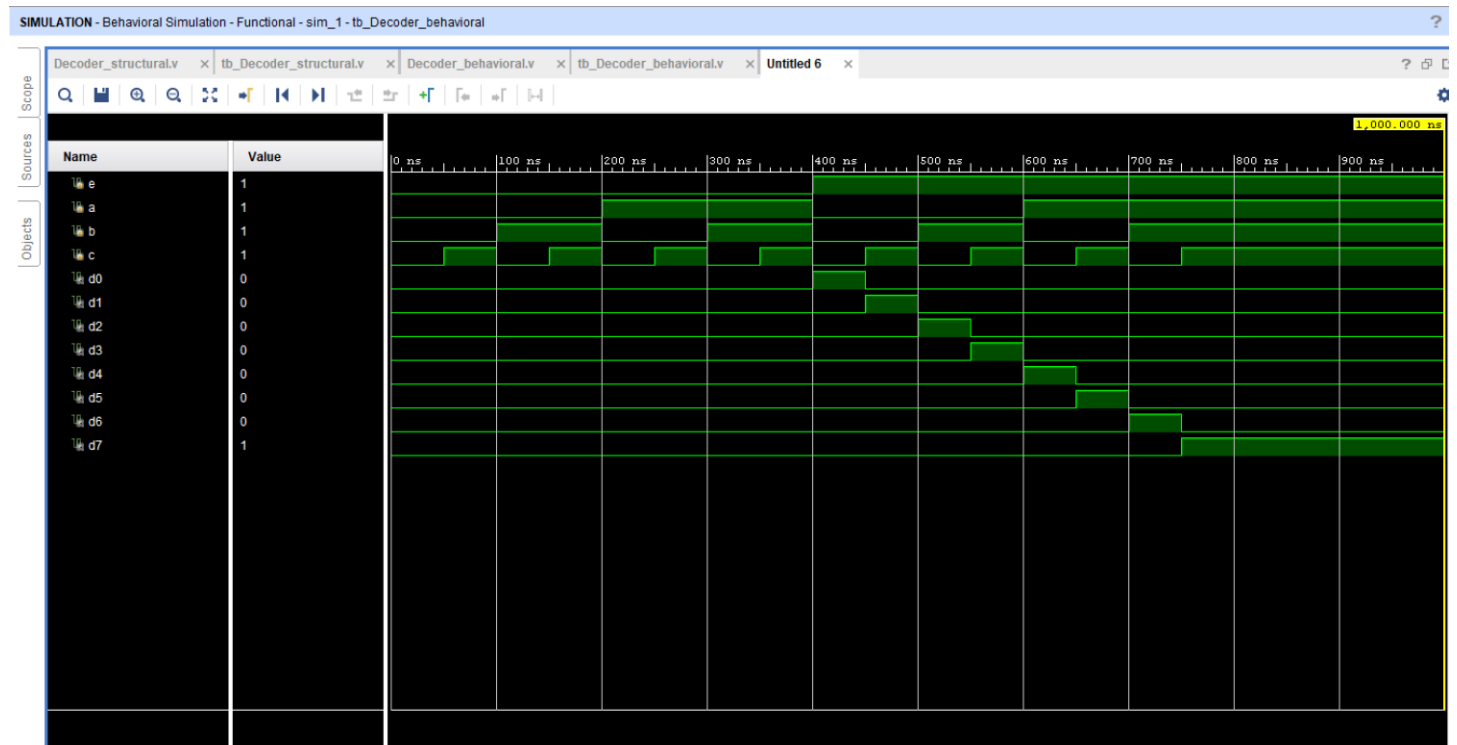 SIMULATION - Behavioral Simulation - Functional - sim_1 - tb_Decoder_behavioral ?
Decoder_structural.v × tb_Decoder_structural.v × Decoder_behavioral.v × tb_Decoder_behavioral.v × Untitled 6 × ?
Scope
Sources
Objects
1,000.000 ns
Name Value 0 ns 100 ns 200 ns 300 ns 400 ns 500 ns 600 ns 700 ns 800 ns 900 ns
e 1
a 1
b 1
c 1
d0 0
d1 0
d2 0
d3 0
d4 0
d5 0
d6 0
d7 1